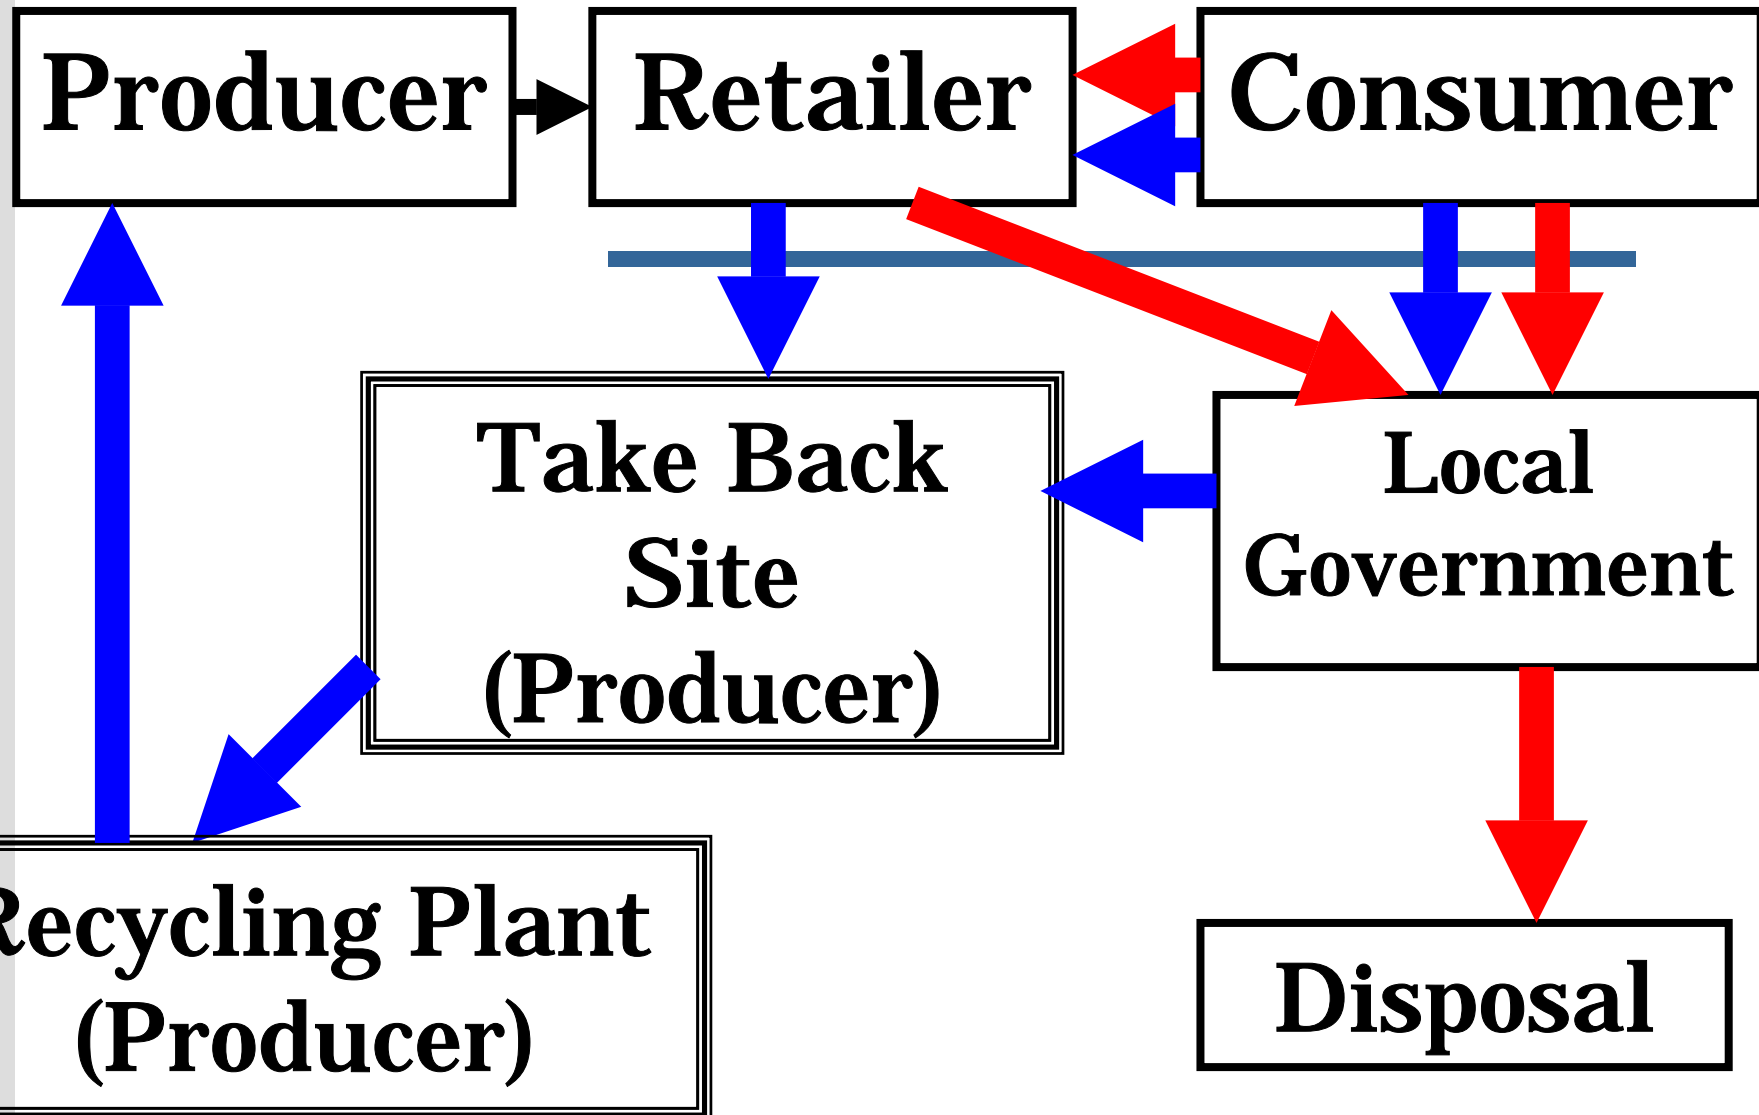 Producer
Retailer
Consumer
Take Back
Site
(Producer)
Local
Government
Recycling Plant
(Producer)
Disposal